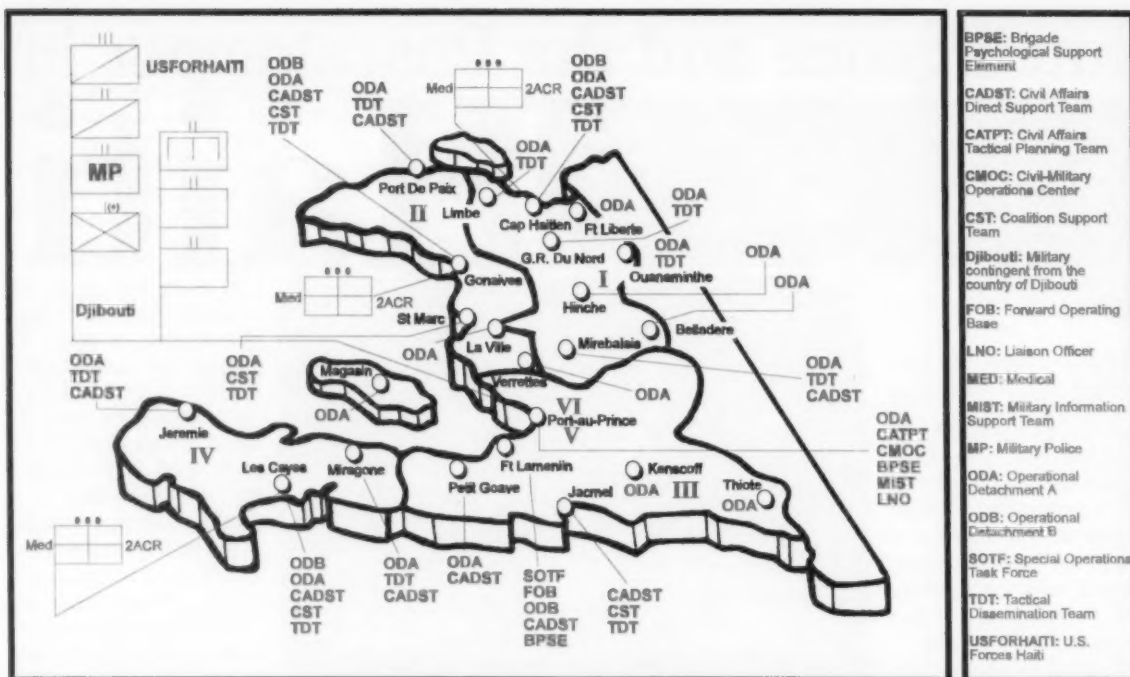 USFORHAITI
MP
(+)
Djibouti
ODB
ODA
CADST
CST
TDT
ODA
TDT
CADST
Med
2ACR
ODB
ODA
CADST
CST
TDT
ODA
TDT
Port De Paix
II
Limbe
Cap Haitien
ODA
Ft Liberte
ODA
TDT
G.R. Du Nord
ODA
TDT
Ouanaminthe
ODA
ODA
Gonaives
I
Hinche
Med
2ACR
St Marc
La Ville
ODA
Mirebalais
Belladere
Verrettes
ODA
ODA
TDT
CADST
ODA
TDT
CADST
ODA
CST
TDT
Magasin
ODA
VI
Port-au-Prince
V
ODA
CATPT
CMOC
BPSE
MIST
LNO
Jeremie
IV
Les Cayes
Miragone
Ft Lamenlin
Petit Goaye
Kenscoff
ODA
III
Thiote
ODA
Jacmel
Med
2ACR
ODB
ODA
CADST
CST
TDT
ODA
TDT
CADST
ODA
CADST
SOTF
FOB
ODB
CADST
BPSE
CADST
CST
TDT
BPSE: Brigade
Psychological Support
Element
CADST: Civil Affairs
Direct Support Team
CATPT: Civil Affairs
Tactical Planning Team
CMOC: Civil-Military
Operations Center
CST: Coalition Support
Team
Djibouti: Military
contingent from the
country of Djibouti
FOB: Forward Operating
Base
LNO: Liaison Officer
MED: Medical
MIST: Military Information
Support Team
MP: Military Police
ODA: Operational
Detachment A
ODB: Operational
Detachment B
SOTF: Special Operations
Task Force
TDT: Tactical
Dissemination Team
USFORHAITI: U.S.
Forces Haiti